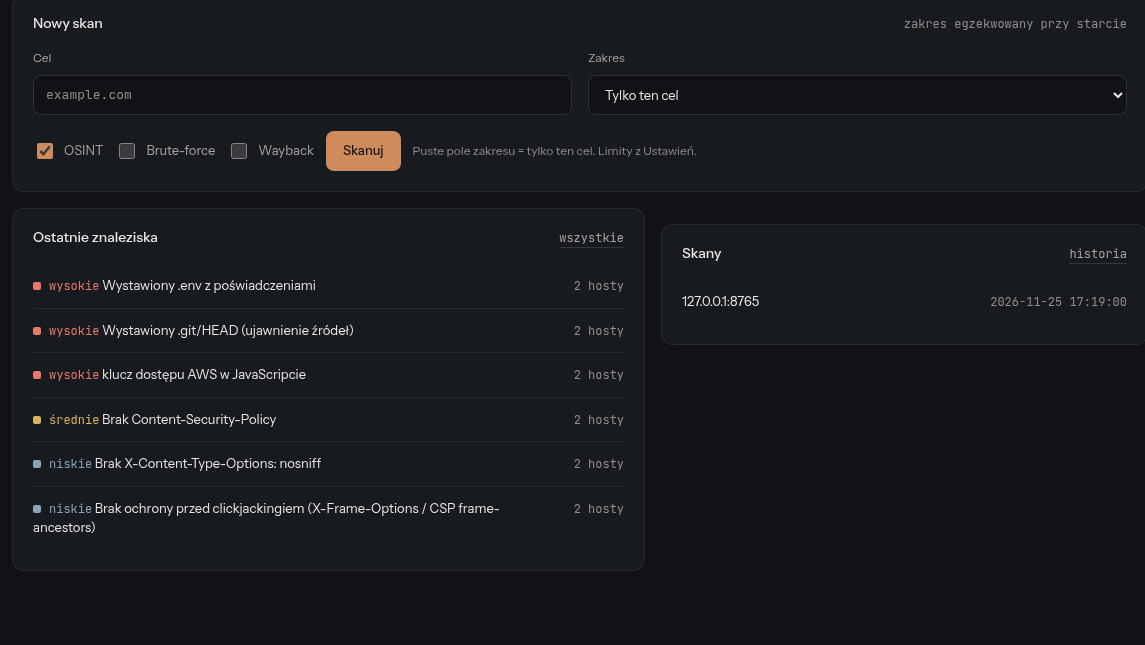 Nowy skan
zakres egzekwowany przy starcie
Cel
Zakres
example.com
Tylko ten cel
OSINT
Brute-force
Wayback
Skanuj
Puste pole zakresu = tylko ten cel. Limity z Ustawień.
Ostatnie znaleziska
wszystkie
wysokie Wystawiony .env z poświadczeniami
2 hosty
wysokie Wystawiony .git/HEAD (ujawnienie źródeł)
2 hosty
wysokie klucz dostępu AWS w JavaScripcie
2 hosty
średnie Brak Content-Security-Policy
2 hosty
niskie Brak X-Content-Type-Options: nosniff
2 hosty
niskie Brak ochrony przed clickjackingiem (X-Frame-Options / CSP frame-
ancestors)
2 hosty
Skany
historia
127.0.0.1:8765
2026-11-25 17:19:00